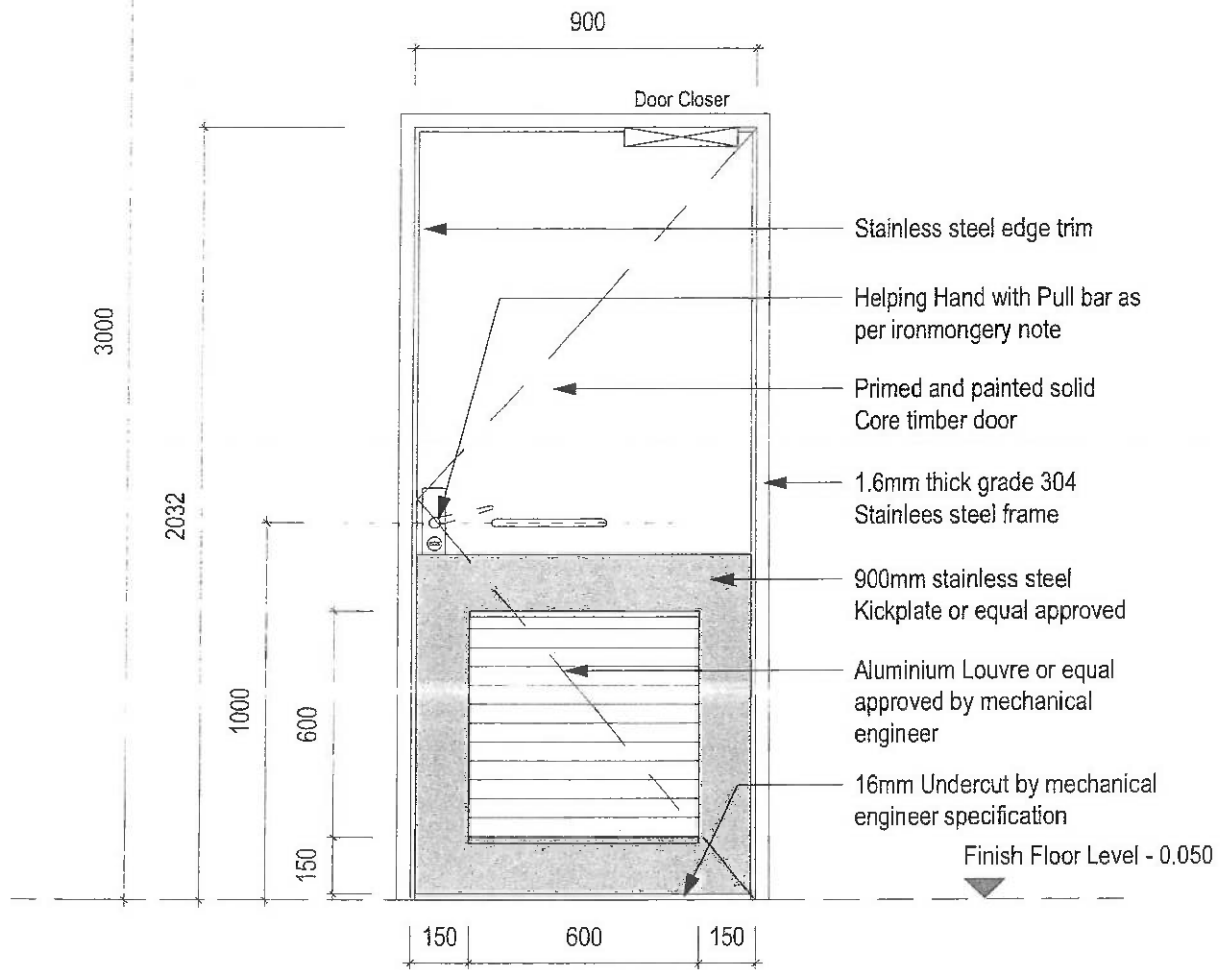 900
Door Closer
Stainless steel edge trim
Helping Hand with Pull bar as
per ironmongery note
3000
Primed and painted solid
Core timber door
2032
1.6mm thick grade 304
Stainlees steel frame
900mm stainless steel
Kickplate or equal approved
Aluminium Louvre or equal
approved by mechanical
engineer
1000
600
16mm Undercut by mechanical
engineer specification
150
Finish Floor Level - 0.050
150 600 150